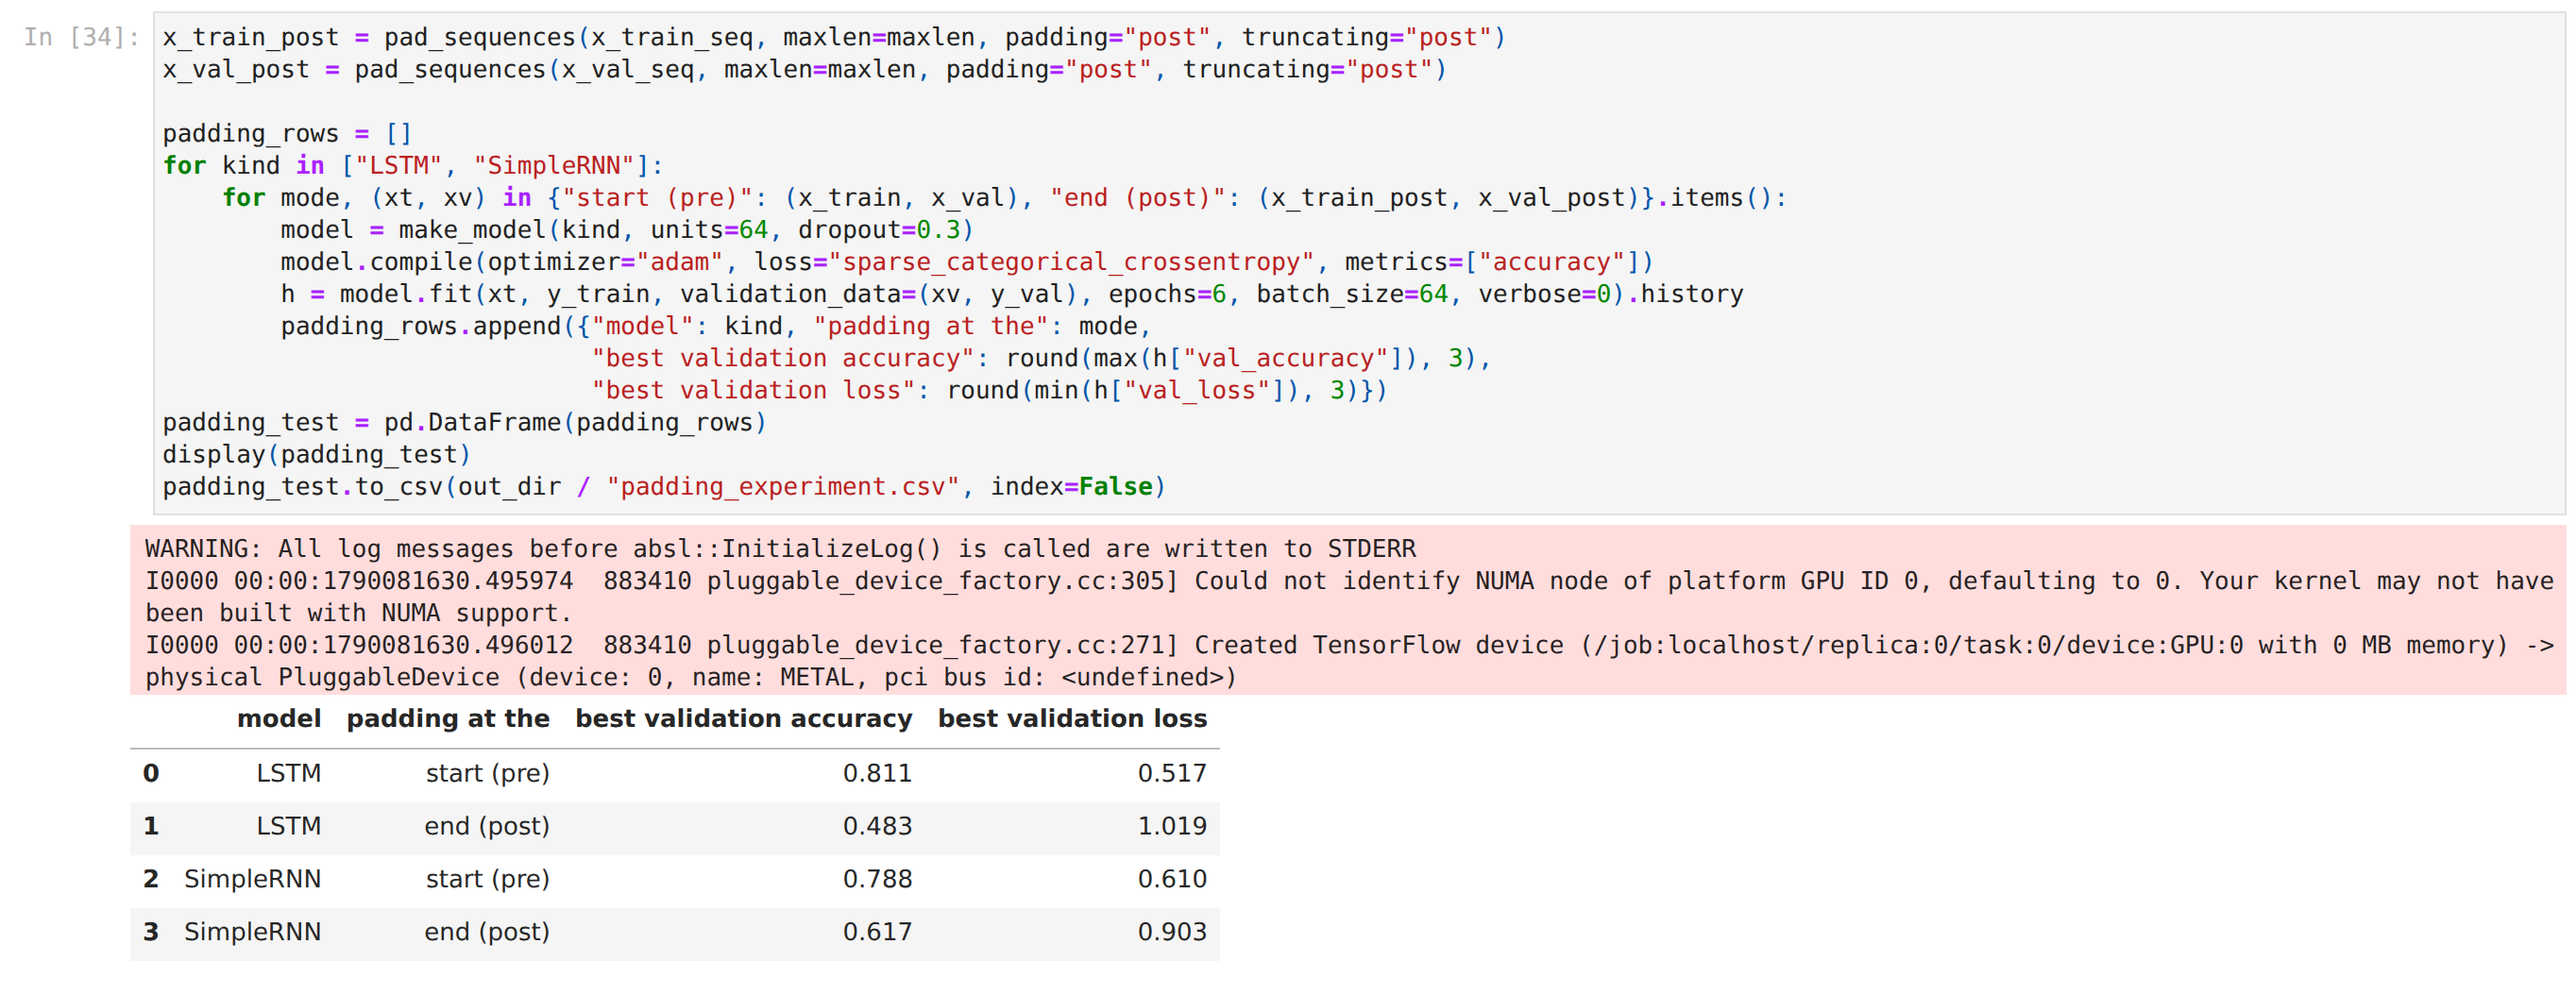 In [34]:
x_train_post = pad_sequences(x_train_seq, maxlen=maxlen, padding="post", truncating="post")
x_val_post = pad_sequences(x_val_seq, maxlen=maxlen, padding="post", truncating="post")

padding_rows = []
for kind in ["LSTM", "SimpleRNN"]:
    for mode, (xt, xv) in {"start (pre)": (x_train, x_val), "end (post)": (x_train_post, x_val_post)}.items():
        model = make_model(kind, units=64, dropout=0.3)
        model.compile(optimizer="adam", loss="sparse_categorical_crossentropy", metrics=["accuracy"])
        h = model.fit(xt, y_train, validation_data=(xv, y_val), epochs=6, batch_size=64, verbose=0).history
        padding_rows.append({"model": kind, "padding at the": mode,
                             "best validation accuracy": round(max(h["val_accuracy"]), 3),
                             "best validation loss": round(min(h["val_loss"]), 3)})
padding_test = pd.DataFrame(padding_rows)
display(padding_test)
padding_test.to_csv(out_dir / "padding_experiment.csv", index=False)
WARNING: All log messages before absl::InitializeLog() is called are written to STDERR
I0000 00:00:1790081630.495974  883410 pluggable_device_factory.cc:305] Could not identify NUMA node of platform GPU ID 0, defaulting to 0. Your kernel may not have
been built with NUMA support.
I0000 00:00:1790081630.496012  883410 pluggable_device_factory.cc:271] Created TensorFlow device (/job:localhost/replica:0/task:0/device:GPU:0 with 0 MB memory) ->
physical PluggableDevice (device: 0, name: METAL, pci bus id: <undefined>)
model padding at the best validation accuracy best validation loss
0 LSTM start (pre) 0.811 0.517
1 LSTM end (post) 0.483 1.019
2 SimpleRNN start (pre) 0.788 0.610
3 SimpleRNN end (post) 0.617 0.903